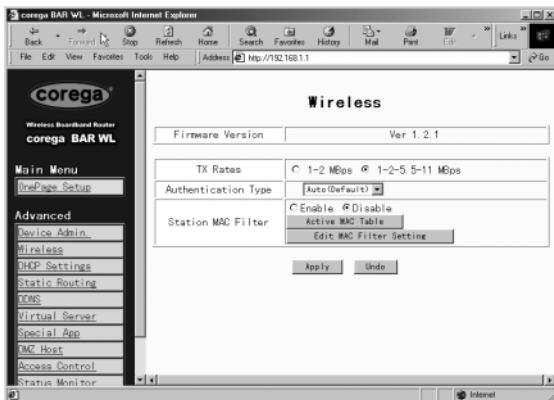 corega BAR WL - Microsoft Internet Explorer
Back Forward Stop Refresh Home Search Favorites History Mail Print Edit Links
File Edit View Favorites Tools Help Address http://192.168.1.1 Go
corega
Wireless Boardband Router
corega BAR WL
Main Menu
OnePage Setup
Advanced
Device Admin.
Wireless
DHCP Settings
Static Routing
DDNS
Virtual Server
Special App
DMZ Host
Access Control
Status Monitor
Wireless
Firmware Version Ver 1.2.1
TX Rates 1-2 MBps 1-2-5.5-11 MBps
Authentication Type Auto(Default)
Station MAC Filter Enable Disable
Active MAC Table
Edit MAC Filter Setting
Apply Undo
Internet